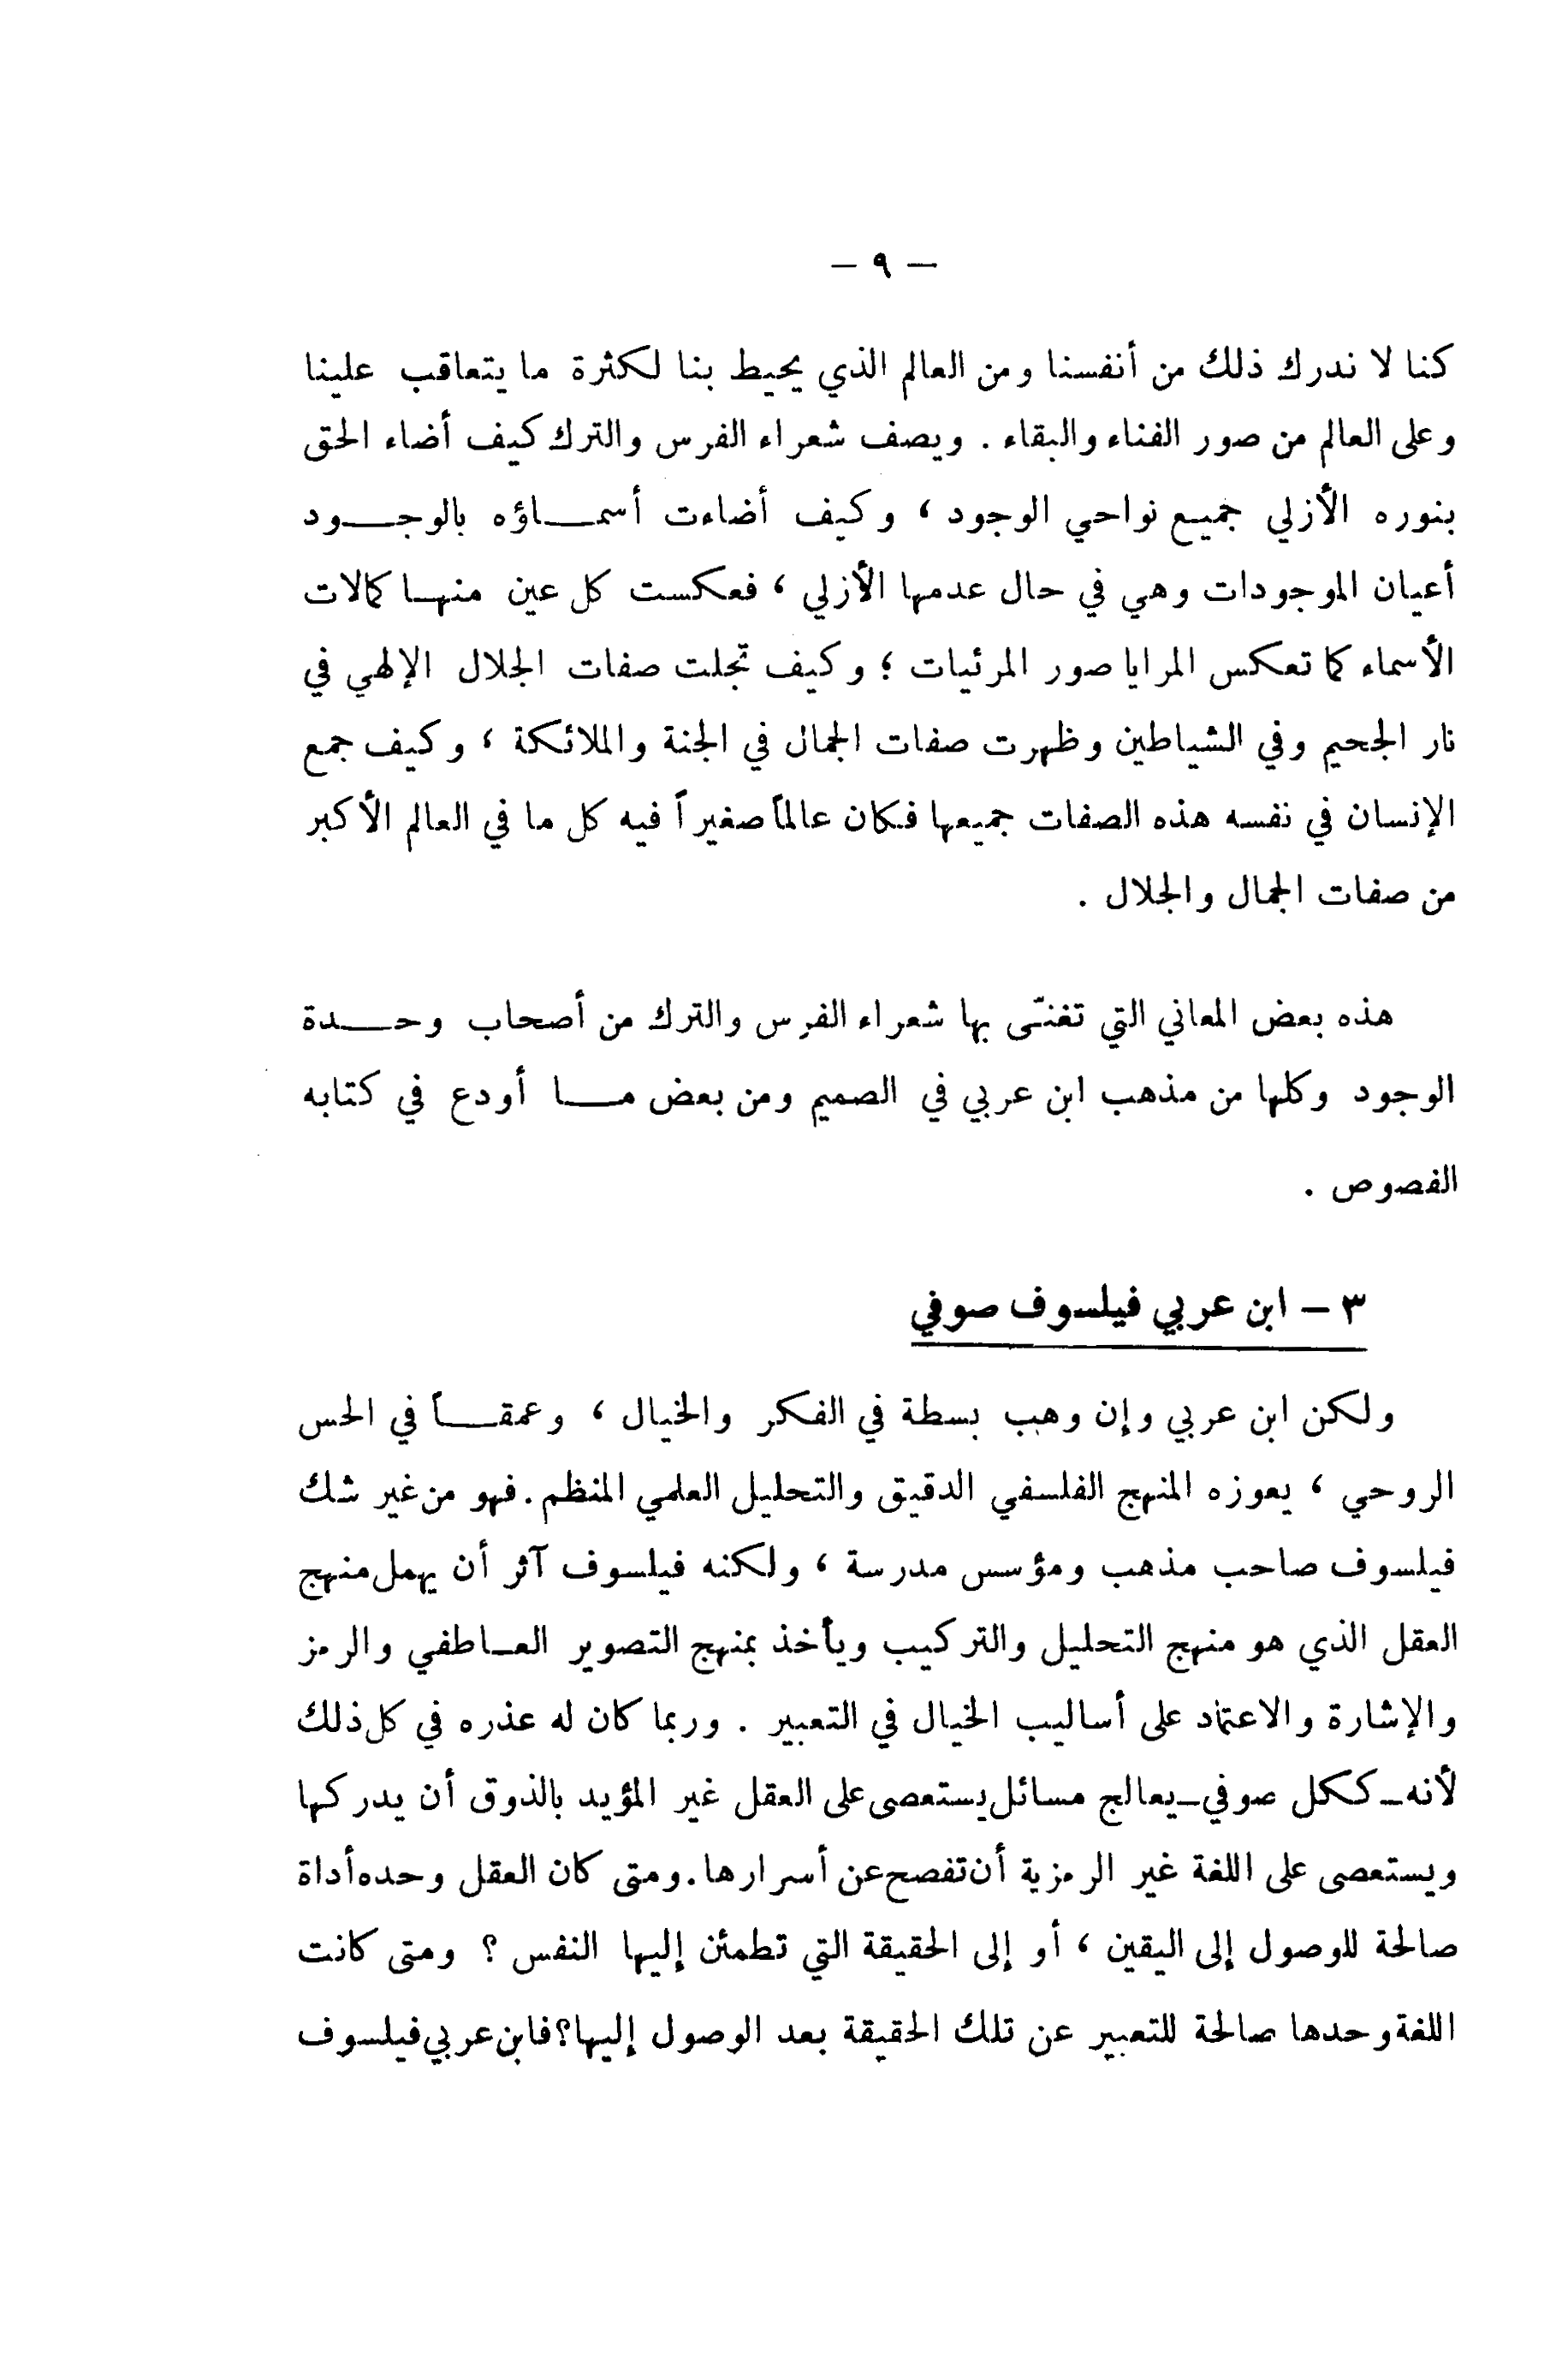 – ٩ –
كنا لا ندرك ذلك من أنفسنا ومن العالم الذي يحيط بنا لكثرة ما يتعاقب علينا
وعلى العالم من صور الفناء والبقاء . ويصف شعراء الفرس والترك كيف أضاء الحق
بنوره الأزلي جميع نواحي الوجود ، وكيف أضاءت أسماؤه بالوجود
أعيان الموجودات وهي في حال عدمها الأزلي ، فعكست كل عين منها كمالات
الأسماء كما تعكس المرايا صور المرئيات ؛ وكيف تجلت صفات الجلال الإلهي في
نار الجحيم وفي الشياطين وظهرت صفات الجمال في الجنة والملائكة ، وكيف جمع
الإنسان في نفسه هذه الصفات جميعها فكان عالماً صغيراً فيه كل ما في العالم الأكبر
من صفات الجمال والجلال .
هذه بعض المعاني التي تغنّى بها شعراء الفرس والترك من أصحاب وحدة
الوجود وكلها من مذهب ابن عربي في الصميم ومن بعض ما أودع في كتابه
الفصوص .
٣ – ابن عربي فيلسوف صوفي
ولكن ابن عربي وإن وهب بسطة في الفكر والخيال ، وعمقاً في الحس
الروحي ، يعوزه المنهج الفلسفي الدقيق والتحليل العلمي المنظم . فهو من غير شك
فيلسوف صاحب مذهب ومؤسس مدرسة ، ولكنه فيلسوف آثر أن يهمل منهج
العقل الذي هو منهج التحليل والتركيب ويأخذ بمنهج التصوير العاطفي والرمز
والإشارة والاعتماد على أساليب الخيال في التعبير . وربما كان له عذره في كل ذلك
لأنه – ككل صوفي – يعالج مسائل يستعصى على العقل غير المؤيد بالذوق أن يدركها
ويستعصى على اللغة غير الرمزية أن تفصح عن أسرارها . ومتى كان العقل وحده أداة
صالحة للوصول إلى اليقين ، أو إلى الحقيقة التي تطمئن إليها النفس ؟ ومتى كانت
اللغة وحدها صالحة للتعبير عن تلك الحقيقة بعد الوصول إليها؟ فابن عربي فيلسوف